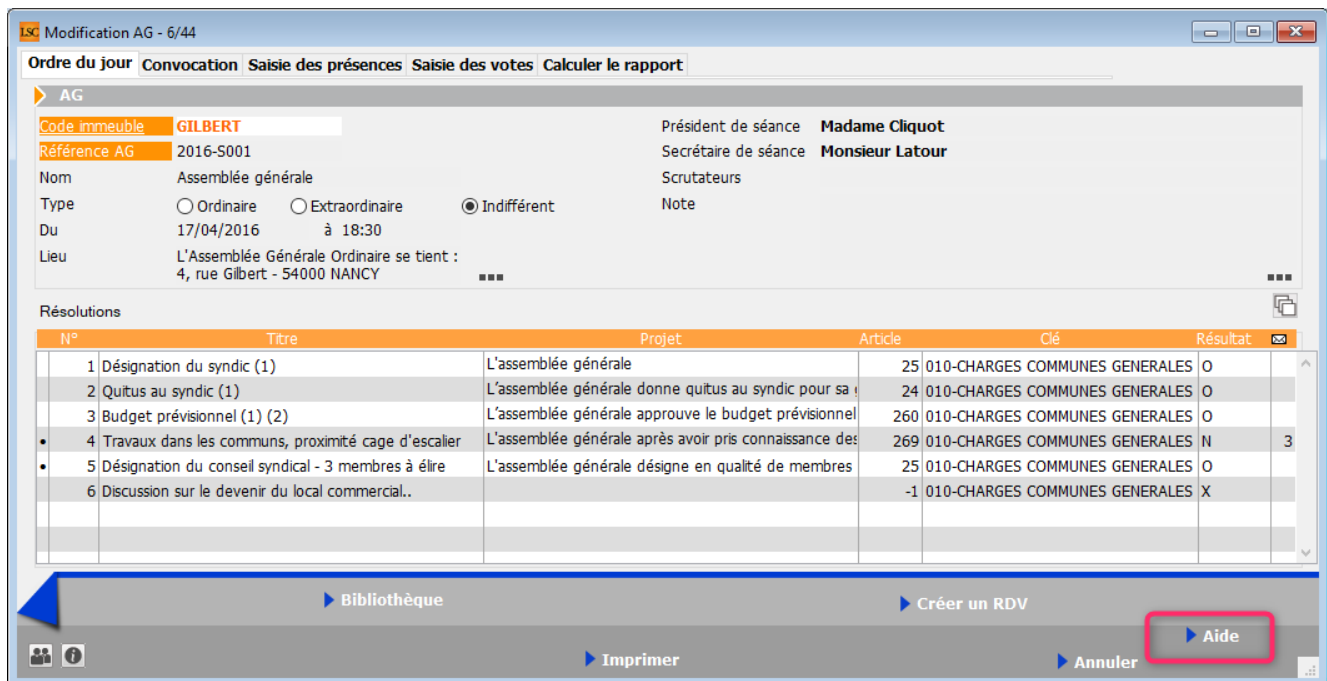 LSC Modification AG - 6/44
Ordre du jour Convocation Saisie des présences Saisie des votes Calculer le rapport
AG
Code immeuble GILBERT Président de séance Madame Cliquot
Référence AG 2016-S001 Secrétaire de séance Monsieur Latour
Nom Assemblée générale Scrutateurs
Type Ordinaire Extraordinaire Indifférent Note
Du 17/04/2016 à 18:30
Lieu L'Assemblée Générale Ordinaire se tient :
4, rue Gilbert - 54000 NANCY
Résolutions
N° Titre Projet Article Clé Résultat
1 Désignation du syndic (1) L'assemblée générale 25 010-CHARGES COMMUNES GENERALES O
2 Quitus au syndic (1) L'assemblée générale donne quitus au syndic pour sa 24 010-CHARGES COMMUNES GENERALES O
3 Budget prévisionnel (1) (2) L'assemblée générale approuve le budget prévisionnel 260 010-CHARGES COMMUNES GENERALES O
• 4 Travaux dans les communs, proximité cage d'escalier L'assemblée générale après avoir pris connaissance des 269 010-CHARGES COMMUNES GENERALES N 3
• 5 Désignation du conseil syndical - 3 membres à élire L'assemblée générale désigne en qualité de membres 25 010-CHARGES COMMUNES GENERALES O
6 Discussion sur le devenir du local commercial.. -1 010-CHARGES COMMUNES GENERALES X
Bibliothèque Créer un RDV
Aide
Imprimer Annuler